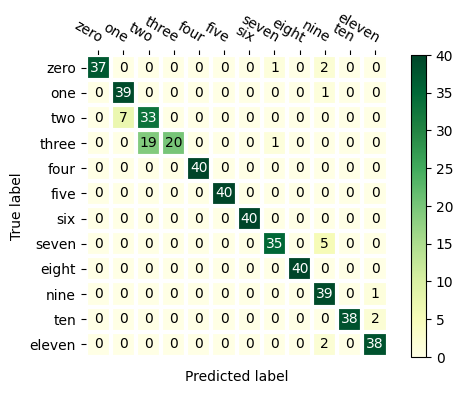 zero one two three four five six seven eight nine ten eleven
zero 37 0 0 0 0 0 0 1 0 2 0 0
one 0 39 0 0 0 0 0 0 0 1 0 0
two 0 7 33 0 0 0 0 0 0 0 0 0
three 0 0 19 20 0 0 0 1 0 0 0 0
four 0 0 0 0 40 0 0 0 0 0 0 0
five 0 0 0 0 0 40 0 0 0 0 0 0
six 0 0 0 0 0 0 40 0 0 0 0 0
seven 0 0 0 0 0 0 0 35 0 5 0 0
eight 0 0 0 0 0 0 0 0 40 0 0 0
nine 0 0 0 0 0 0 0 0 0 39 0 1
ten 0 0 0 0 0 0 0 0 0 0 38 2
eleven 0 0 0 0 0 0 0 0 0 2 0 38
True label
Predicted label
40
35
30
25
20
15
10
5
0